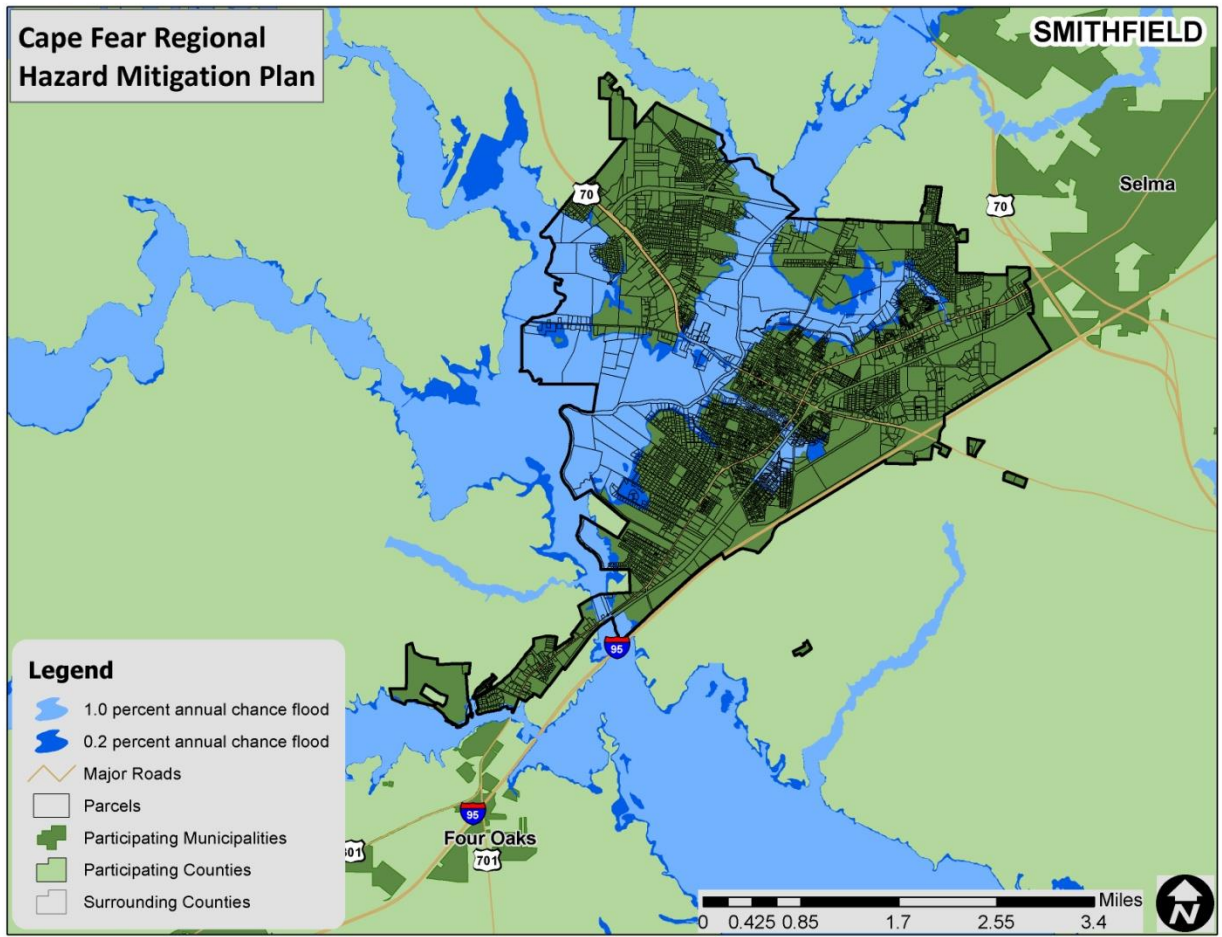 Cape Fear Regional
Hazard Mitigation Plan
SMITHFIELD
Selma
70
70
95
Legend
1.0 percent annual chance flood
0.2 percent annual chance flood
Major Roads
Parcels
Participating Municipalities
Participating Counties
Surrounding Counties
95
Four Oaks
701
Miles
0 0.425 0.85 1.7 2.55 3.4
N